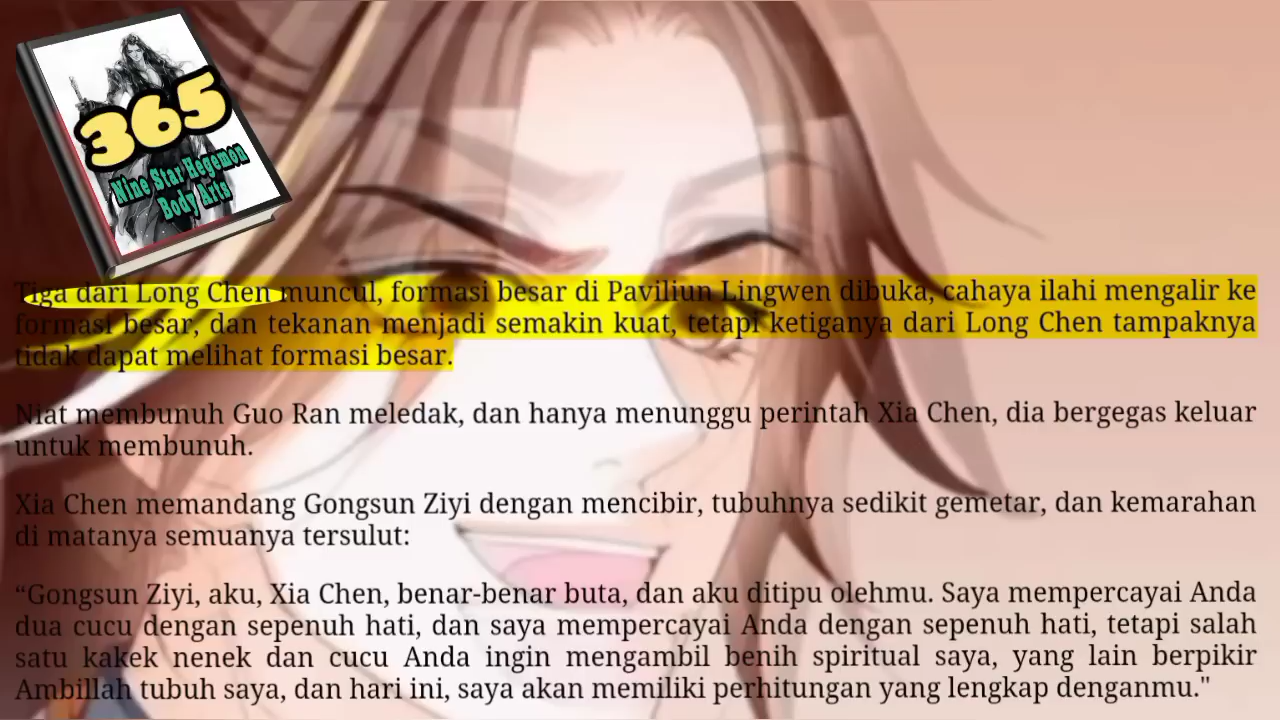 365
Nine Star Hegemon
Body Arts
Tiga dari Long Chen muncul, formasi besar di Paviliun Lingwen dibuka, cahaya ilahi mengalir ke
formasi besar, dan tekanan menjadi semakin kuat, tetapi ketiganya dari Long Chen tampaknya
tidak dapat melihat formasi besar.
Niat membunuh Guo Ran meledak, dan hanya menunggu perintah Xia Chen, dia bergegas keluar
untuk membunuh.
Xia Chen memandang Gongsun Ziyi dengan mencibir, tubuhnya sedikit gemetar, dan kemarahan
di matanya semuanya tersulut:
“Gongsun Ziyi, aku, Xia Chen, benar-benar buta, dan aku ditipu olehmu. Saya mempercayai Anda
dua cucu dengan sepenuh hati, dan saya mempercayai Anda dengan sepenuh hati, tetapi salah
satu kakek nenek dan cucu Anda ingin mengambil benih spiritual saya, yang lain berpikir
Ambillah tubuh saya, dan hari ini, saya akan memiliki perhitungan yang lengkap denganmu."